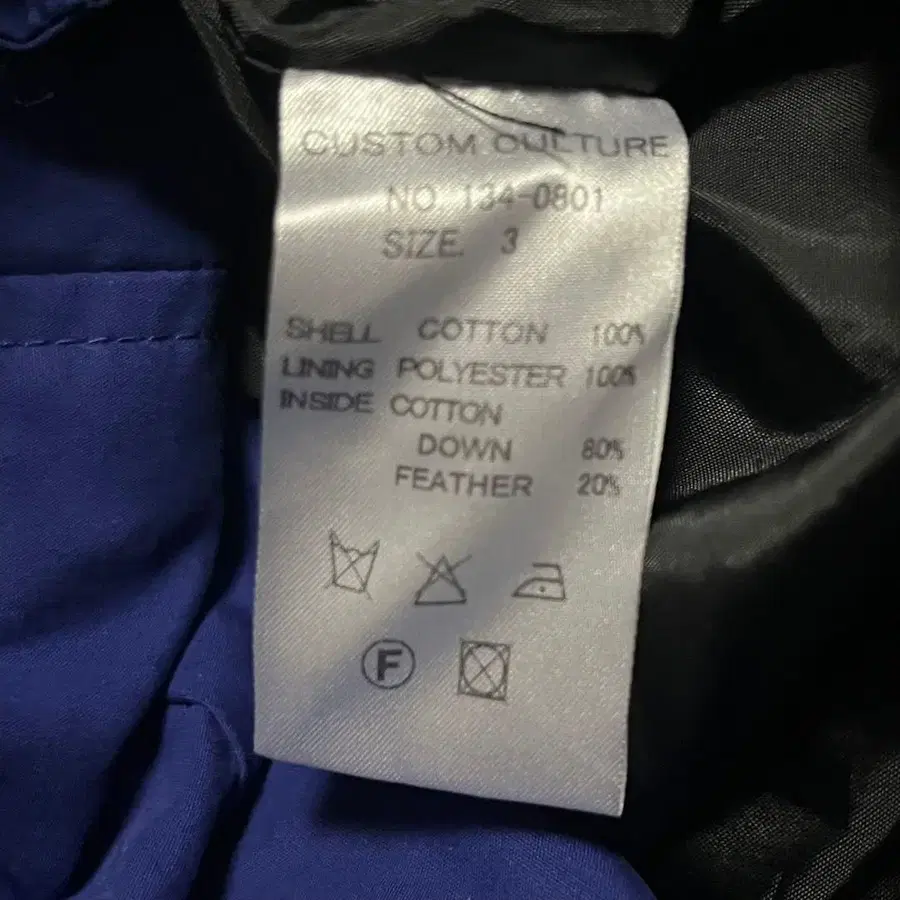 CUSTOM CULTURE
NO 134-0801
SIZE. 3
SHELL COTTON 100%
LINING POLYESTER 100%
INSIDE COTTON
DOWN 80%
FEATHER 20%
F